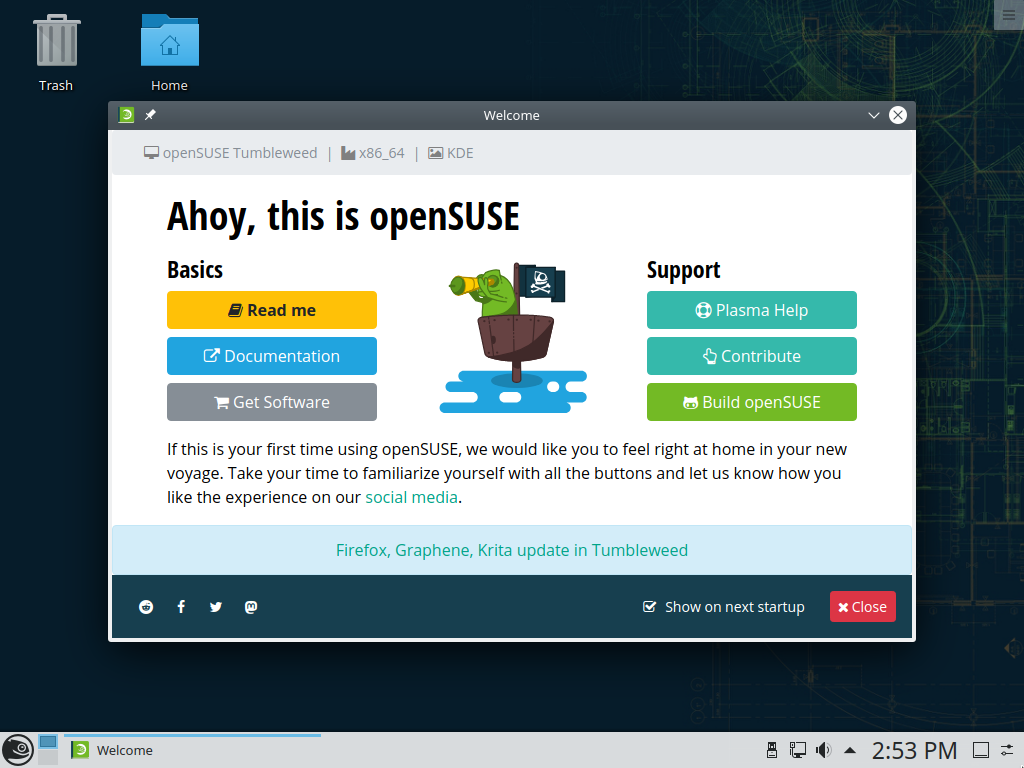 Trash
Home
Welcome
openSUSE Tumbleweed | x86_64 | KDE
Ahoy, this is openSUSE
Basics
Support
Read me
Plasma Help
Documentation
Contribute
Get Software
Build openSUSE
If this is your first time using openSUSE, we would like you to feel right at home in your new
voyage. Take your time to familiarize yourself with all the buttons and let us know how you
like the experience on our social media.
Firefox, Graphene, Krita update in Tumbleweed
Show on next startup
Close
Welcome
2:53 PM